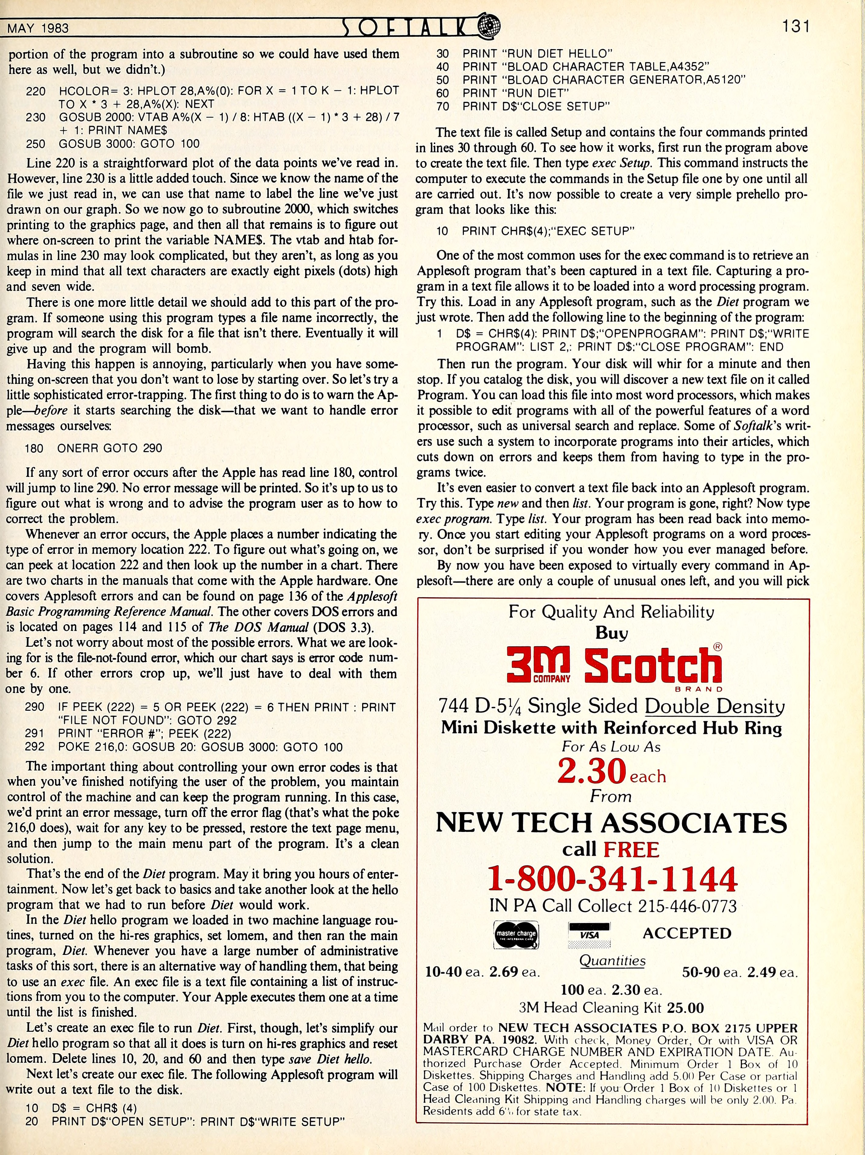 MAY 1983
SOFTALK
131
portion of the program into a subroutine so we could have used them
here as well, but we didn't.)
220 HCOLOR= 3: HPLOT 28,A%(0): FOR X = 1 TO K - 1: HPLOT
TO X * 3 + 28,A%(X): NEXT
230 GOSUB 2000: VTAB A%(X - 1) / 8: HTAB ((X - 1) * 3 + 28) / 7
+ 1: PRINT NAME$
250 GOSUB 3000: GOTO 100
Line 220 is a straightforward plot of the data points we've read in.
However, line 230 is a little added touch. Since we know the name of the
file we just read in, we can use that name to label the line we've just
drawn on our graph. So we now go to subroutine 2000, which switches
printing to the graphics page, and then all that remains is to figure out
where on-screen to print the variable NAME$. The vtab and htab for-
mulas in line 230 may look complicated, but they aren't, as long as you
keep in mind that all text characters are exactly eight pixels (dots) high
and seven wide.
There is one more little detail we should add to this part of the pro-
gram. If someone using this program types a file name incorrectly, the
program will search the disk for a file that isn't there. Eventually it will
give up and the program will bomb.
Having this happen is annoying, particularly when you have some-
thing on-screen that you don't want to lose by starting over. So let's try a
little sophisticated error-trapping. The first thing to do is to warn the Ap-
ple—before it starts searching the disk—that we want to handle error
messages ourselves:
180 ONERR GOTO 290
If any sort of error occurs after the Apple has read line 180, control
will jump to line 290. No error message will be printed. So it's up to us to
figure out what is wrong and to advise the program user as to how to
correct the problem.
Whenever an error occurs, the Apple places a number indicating the
type of error in memory location 222. To figure out what's going on, we
can peek at location 222 and then look up the number in a chart. There
are two charts in the manuals that come with the Apple hardware. One
covers Applesoft errors and can be found on page 136 of the Applesoft
Basic Programming Reference Manual. The other covers DOS errors and
is located on pages 114 and 115 of The DOS Manual (DOS 3.3).
Let's not worry about most of the possible errors. What we are look-
ing for is the file-not-found error, which our chart says is error code num-
ber 6. If other errors crop up, we'll just have to deal with them
one by one.
290 IF PEEK (222) = 5 OR PEEK (222) = 6 THEN PRINT : PRINT
"FILE NOT FOUND": GOTO 292
291 PRINT "ERROR #"; PEEK (222)
292 POKE 216,0: GOSUB 20: GOSUB 3000: GOTO 100
The important thing about controlling your own error codes is that
when you've finished notifying the user of the problem, you maintain
control of the machine and can keep the program running. In this case,
we'd print an error message, turn off the error flag (that's what the poke
216,0 does), wait for any key to be pressed, restore the text page menu,
and then jump to the main menu part of the program. It's a clean
solution.
That's the end of the Diet program. May it bring you hours of enter-
tainment. Now let's get back to basics and take another look at the hello
program that we had to run before Diet would work.
In the Diet hello program we loaded in two machine language rou-
tines, turned on the hi-res graphics, set lomem, and then ran the main
program, Diet. Whenever you have a large number of administrative
tasks of this sort, there is an alternative way of handling them, that being
to use an exec file. An exec file is a text file containing a list of instruc-
tions from you to the computer. Your Apple executes them one at a time
until the list is finished.
Let's create an exec file to run Diet. First, though, let's simplify our
Diet hello program so that all it does is turn on hi-res graphics and reset
lomem. Delete lines 10, 20, and 60 and then type save Diet hello.
Next let's create our exec file. The following Applesoft program will
write out a text file to the disk.
10 D$ = CHR$ (4)
20 PRINT D$"OPEN SETUP": PRINT D$"WRITE SETUP"
30 PRINT "RUN DIET HELLO"
40 PRINT "BLOAD CHARACTER TABLE,A4352"
50 PRINT "BLOAD CHARACTER GENERATOR,A5120"
60 PRINT "RUN DIET"
70 PRINT D$"CLOSE SETUP"
The text file is called Setup and contains the four commands printed
in lines 30 through 60. To see how it works, first run the program above
to create the text file. Then type exec Setup. This command instructs the
computer to execute the commands in the Setup file one by one until all
are carried out. It's now possible to create a very simple prehello pro-
gram that looks like this:
10 PRINT CHR$(4);"EXEC SETUP"
One of the most common uses for the exec command is to retrieve an
Applesoft program that's been captured in a text file. Capturing a pro-
gram in a text file allows it to be loaded into a word processing program.
Try this. Load in any Applesoft program, such as the Diet program we
just wrote. Then add the following line to the beginning of the program:
1 D$ = CHR$(4): PRINT D$;"OPENPROGRAM": PRINT D$;"WRITE
PROGRAM": LIST 2,: PRINT D$;"CLOSE PROGRAM": END
Then run the program. Your disk will whir for a minute and then
stop. If you catalog the disk, you will discover a new text file on it called
Program. You can load this file into most word processors, which makes
it possible to edit programs with all of the powerful features of a word
processor, such as universal search and replace. Some of Softalk's writ-
ers use such a system to incorporate programs into their articles, which
cuts down on errors and keeps them from having to type in the pro-
grams twice.
It's even easier to convert a text file back into an Applesoft program.
Try this. Type new and then list. Your program is gone, right? Now type
exec program. Type list. Your program has been read back into memo-
ry. Once you start editing your Applesoft programs on a word proces-
sor, don't be surprised if you wonder how you ever managed before.
By now you have been exposed to virtually every command in Ap-
plesoft—there are only a couple of unusual ones left, and you will pick
For Quality And Reliability
Buy
3M COMPANY Scotch®
BRAND
744 D-5¼ Single Sided Double Density
Mini Diskette with Reinforced Hub Ring
For As Low As
2.30 each
From
NEW TECH ASSOCIATES
call FREE
1-800-341-1144
IN PA Call Collect 215-446-0773
master charge
VISA
ACCEPTED
Quantities
10-40 ea. 2.69 ea. 50-90 ea. 2.49 ea.
100 ea. 2.30 ea.
3M Head Cleaning Kit 25.00
Mail order to NEW TECH ASSOCIATES P.O. BOX 2175 UPPER
DARBY PA. 19082. With check, Money Order, Or with VISA OR
MASTERCARD CHARGE NUMBER AND EXPIRATION DATE. Au-
thorized Purchase Order Accepted. Minimum Order 1 Box of 10
Diskettes. Shipping Charges and Handling add 5.00 Per Case or partial
Case of 100 Diskettes. NOTE: If you Order 1 Box of 10 Diskettes or 1
Head Cleaning Kit Shipping and Handling charges will be only 2.00. Pa.
Residents add 6% for state tax.